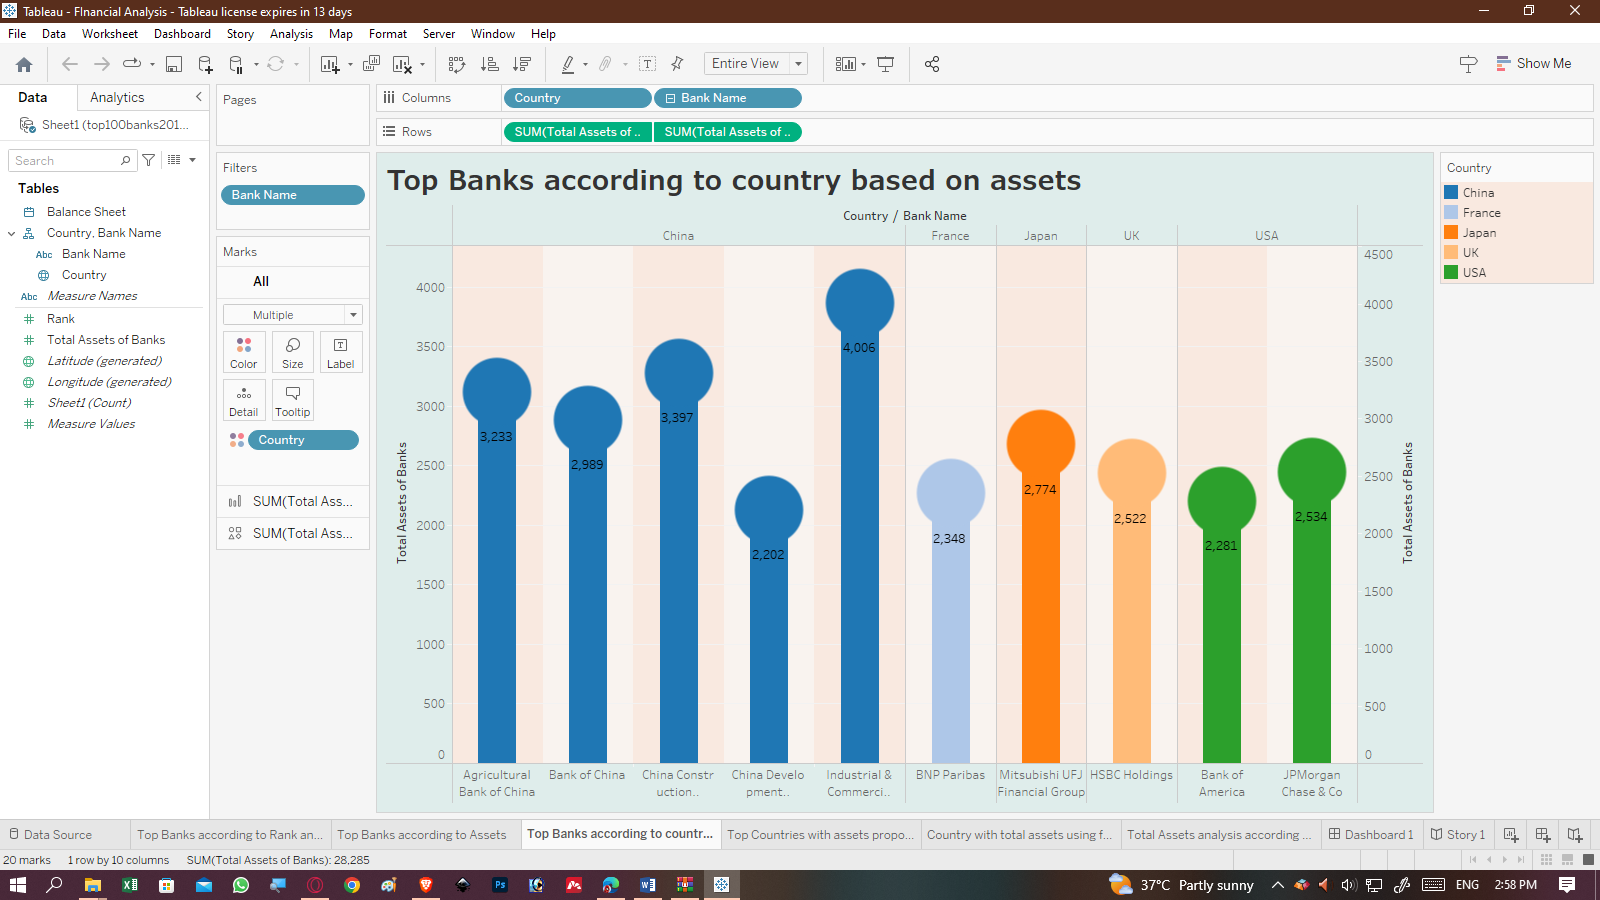 Tableau - FInancial Analysis - Tableau license expires in 13 days
File Data Worksheet Dashboard Story Analysis Map Format Server Window Help
Entire View
Show Me
Data Analytics
Sheet1 (top100banks201...
Search
Tables
Balance Sheet
Country, Bank Name
Abc Bank Name
Country
Abc Measure Names
Rank
Total Assets of Banks
Latitude (generated)
Longitude (generated)
Sheet1 (Count)
Measure Values
Pages
Filters
Bank Name
Marks
All
Multiple
Color Size Label
Detail Tooltip
Country
SUM(Total Ass...
SUM(Total Ass...
Columns Country Bank Name
Rows SUM(Total Assets of .. SUM(Total Assets of ..
Top Banks according to country based on assets
Country / Bank Name
China France Japan UK USA
Total Assets of Banks
4000
3500
3000
2500
2000
1500
1000
500
0
3,233
2,989
3,397
2,202
4,006
2,348
2,774
2,522
2,281
2,534
4500
4000
3500
3000
2500
2000
1500
1000
500
0
Total Assets of Banks
Agricultural Bank of China
Bank of China
China Constr uction..
China Develo pment..
Industrial & Commerci..
BNP Paribas
Mitsubishi UFJ Financial Group
HSBC Holdings
Bank of America
JPMorgan Chase & Co
Country
China
France
Japan
UK
USA
Data Source Top Banks according to Rank an... Top Banks according to Assets Top Banks according to countr... Top Countries with assets propo... Country with total assets using f... Total Assets analysis according ... Dashboard 1 Story 1
20 marks 1 row by 10 columns SUM(Total Assets of Banks): 28,285
Ps W 37°C Partly sunny ENG 2:58 PM